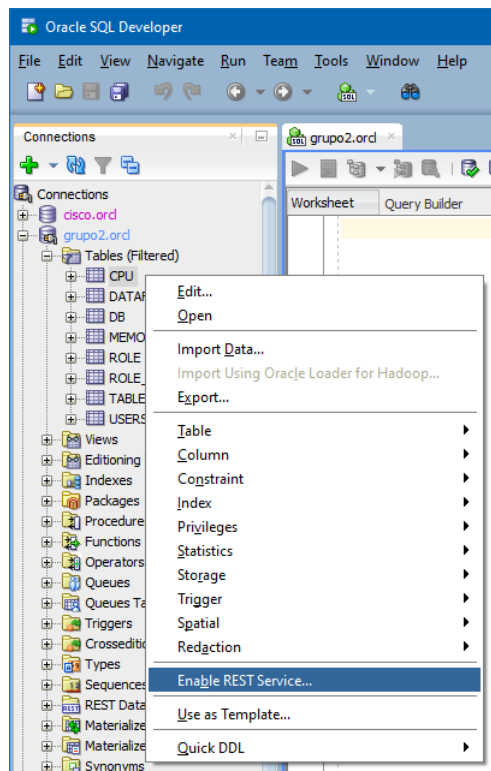 Oracle SQL Developer
File Edit View Navigate Run Team Tools Window Help
Connections
grupo2.orcl
Worksheet Query Builder
Connections
cisco.orcl
grupo2.orcl
Tables (Filtered)
CPU
DB
ROLE
Views
Editioning
Indexes
Packages
Functions
Operators
Queues
Queues
Triggers
Types
Sequences
REST Data
Synonyms
Edit...
Open
Import Data...
Import Using Oracle Loader for Hadoop...
Export...
Table
Column
Constraint
Index
Privileges
Statistics
Storage
Trigger
Spatial
Redaction
Enable REST Service...
Use as Template...
Quick DDL